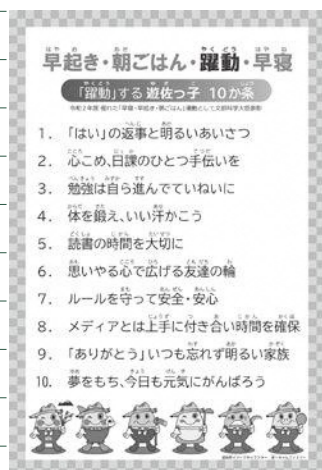 早起き・朝ごはん・躍動・早寝
「躍動」する 遊佐っ子 10か条
1. 「はい」の返事と明るいあいさつ
2. 心こめ、日課のひとつ手伝いを
3. 勉強は自ら進んでていねいに
4. 体を鍛え、いい汗かこう
5. 読書の時間を大切に
6. 思いやる心で広げる友達の輪
7. ルールを守って安全・安心
8. メディアとは上手に付き合い時間を確保
9. 「ありがとう」いつも忘れず明るい家族
10. 夢をもち、今日も元気にがんばろう